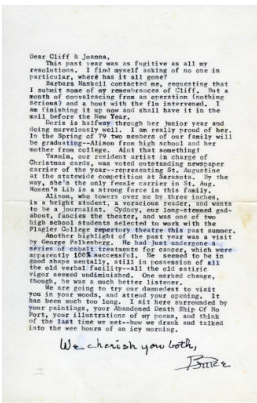 Dear Cliff & Joanna,
This past year was as fugitive as all my
resolutions. I find myself asking of no one in
particular, where has it all gone?
Barbara Haskell contacted me, requesting that
I submit some of my remembrances of Cliff. But a
month of convalescing from an operation (nothing
serious) and a bout with the flu intervened. I
am finishing it up now and shall have it in the
mail before the New Year.
Doris is halfway through her junior year and
doing marvelously well. I am really proud of her.
In the Spring of 79 two members of our family will
be graduating--Alison from high school and her
mother from college. Aint that something!
our resident artist in charge of
Christmas cards, was voted outstanding newspaper
carrier of the year--representing St. Augustine
at the statewide competition at Sarasota. By the
way, she's the only female carrier in St. Aug.
Women's Lib is a strong force in this family.
Alison, who towers over me by three inches,
is a bright student, a voracious reader, and wants
to be a journalist. Sydney, our long-tressed gad-
about, fancies the theatre, and was one of two
high school students selected to work with the
Flagler College repertory theatre this past summer.
Another highlight of the past year was a visit
by George Falkenberg. He had just undergone a
series of cobalt treatments for cancer, which were
apparently 100% successful. He seemed to be in
good shape mentally, still in possession of all
the old verbal facility--all the old artistic
vigor seemed undiminished. One marked change,
though, he was a much better listener.
We are going to try our darnedest to visit
you in your woods, and attend your opening. It
has been much too long. I sit here surrounded by
your paintings, your Abandoned Death Ship Of No
Port, your illustrations of my poems, and think
of the last time we met--how we drank and talked
into the wee hours of an icy morning.
We cherish you both,